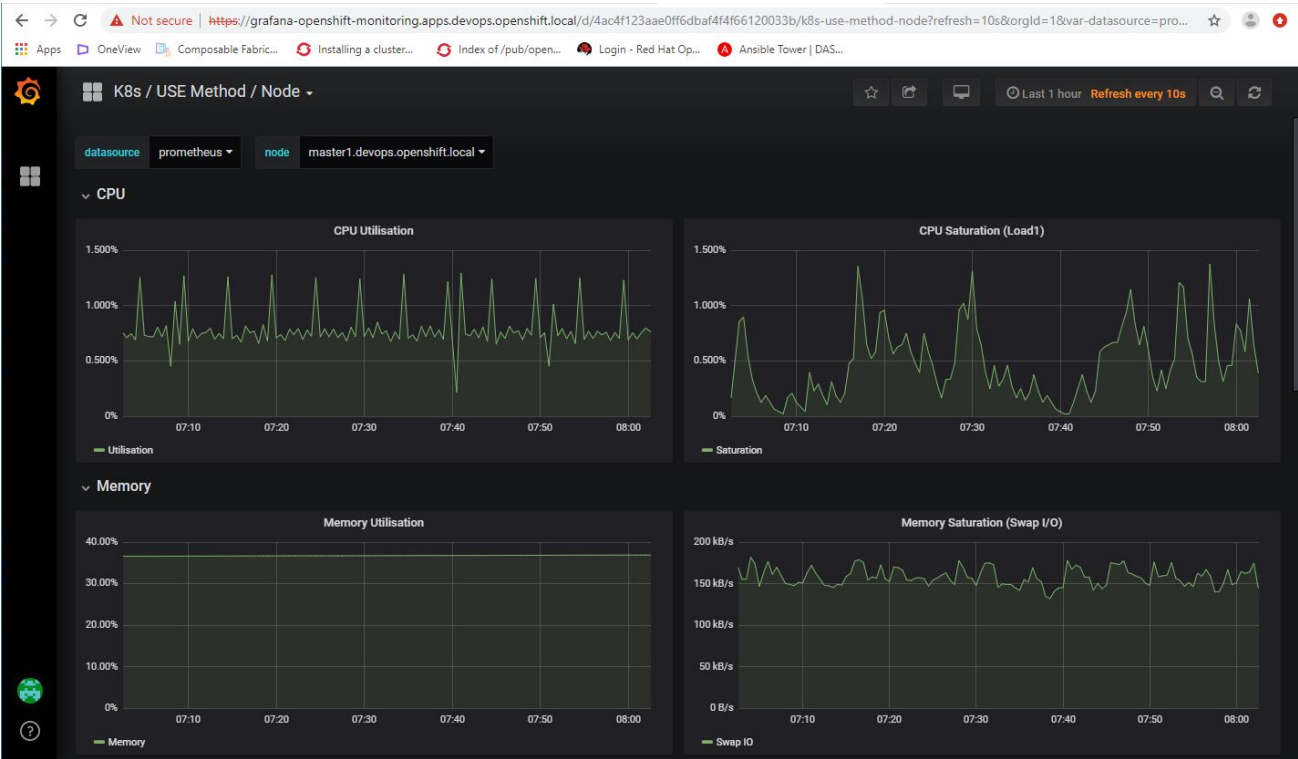 Not secure | https://grafana-openshift-monitoring.apps.devops.openshift.local/d/4ac4f123aae0ff6dbaf4f4f66120033b/k8s-use-method-node?refresh=10s&orgId=1&var-datasource=pro...
Apps OneView Composable Fabric... Installing a cluster... Index of /pub/open... Login - Red Hat Op... Ansible Tower | DAS...
K8s / USE Method / Node
Last 1 hour Refresh every 10s
datasource prometheus node master1.devops.openshift.local
CPU
CPU Utilisation
1.500%
1.000%
0.500%
0%
07:10 07:20 07:30 07:40 07:50 08:00
Utilisation
CPU Saturation (Load1)
1.500%
1.000%
0.500%
0%
07:10 07:20 07:30 07:40 07:50 08:00
Saturation
Memory
Memory Utilisation
40.00%
30.00%
20.00%
10.00%
0%
07:10 07:20 07:30 07:40 07:50 08:00
Memory
Memory Saturation (Swap I/O)
200 kB/s
150 kB/s
100 kB/s
50 kB/s
0 B/s
07:10 07:20 07:30 07:40 07:50 08:00
Swap IO